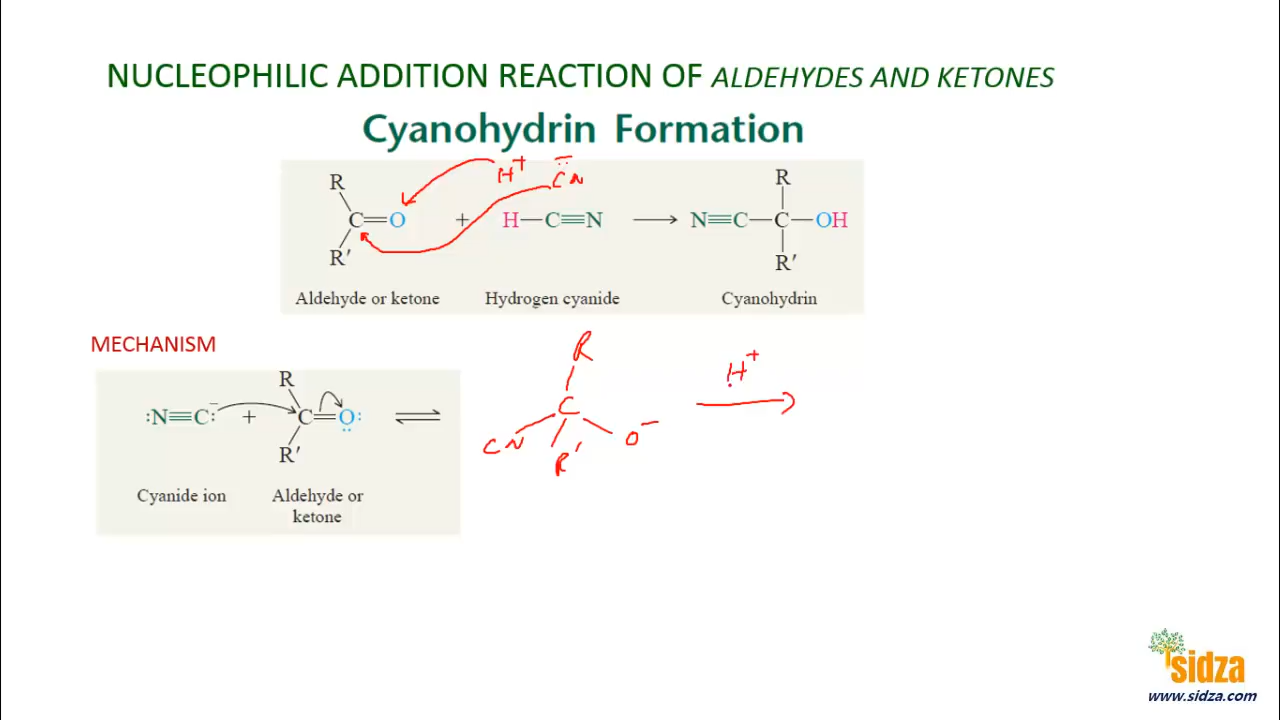 NUCLEOPHILIC ADDITION REACTION OF ALDEHYDES AND KETONES
Cyanohydrin Formation
H+ C̄N
R
C=O + H—C≡N → N≡C—C—OH
R
R'
R'
Aldehyde or ketone
Hydrogen cyanide
Cyanohydrin
MECHANISM
R
:N≡C:⁻ + C=O: ⇌
R'
Cyanide ion
Aldehyde or
ketone
R
C
CN
R'
O⁻
H+
→
sidza
www.sidza.com